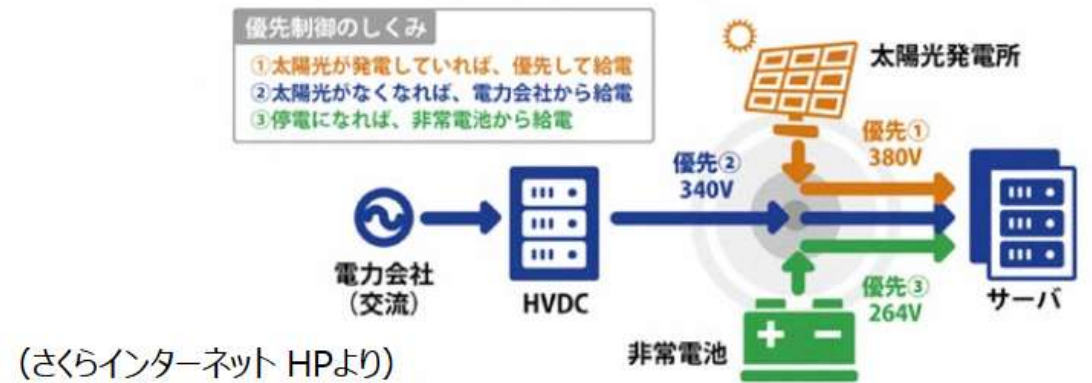 優先制御のしくみ
①太陽光が発電していれば、優先して給電
②太陽光がなくなれば、電力会社から給電
③停電になれば、非常電池から給電
太陽光発電所
優先①
380V
優先②
340V
電力会社
(交流)
HVDC
優先③
264V
サーバ
非常電池
(さくらインターネット HPより)